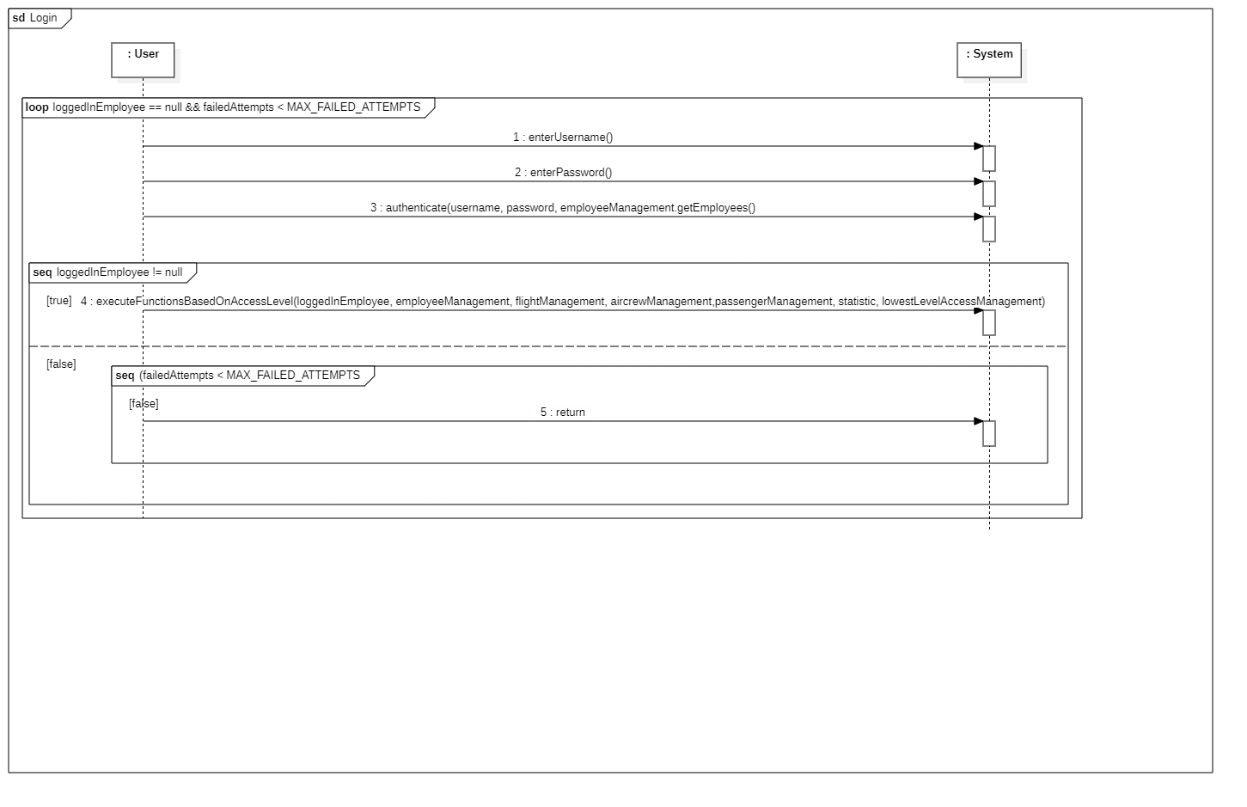 sd Login
: User
: System
loop loggedInEmployee == null && failedAttempts < MAX_FAILED_ATTEMPTS
1 : enterUsername()
2 : enterPassword()
3 : authenticate(username, password, employeeManagement.getEmployees()
seq loggedInEmployee != null
[true] 4 : executeFunctionsBasedOnAccessLevel(loggedInEmployee, employeeManagement, flightManagement, aircrewManagement,passengerManagement, statistic, lowestLevelAccessManagement)
[false]
seq (failedAttempts < MAX_FAILED_ATTEMPTS
[false]
5 : return